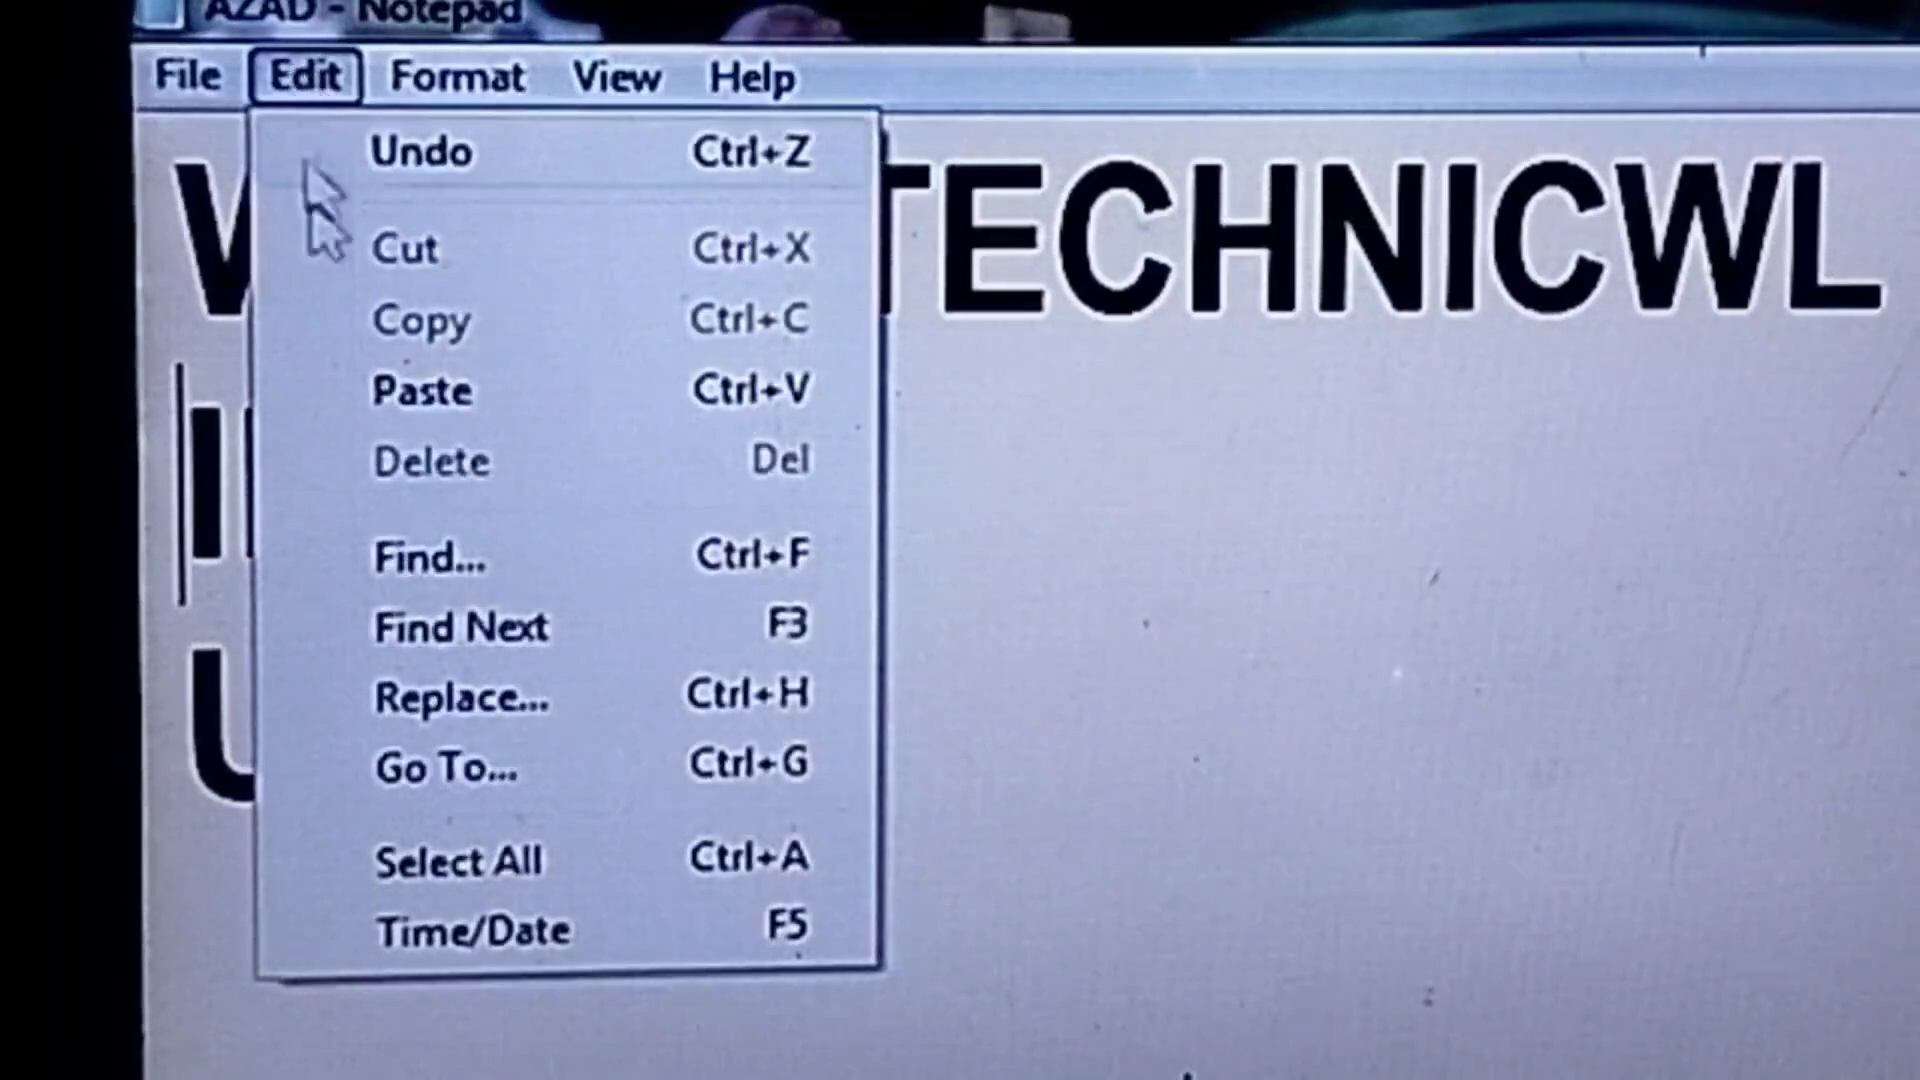 AZAD - Notepad
File Edit Format View Help
Undo Ctrl+Z
Cut Ctrl+X
Copy Ctrl+C
Paste Ctrl+V
Delete Del
Find... Ctrl+F
Find Next F3
Replace... Ctrl+H
Go To... Ctrl+G
Select All Ctrl+A
Time/Date F5
TECHNICWL